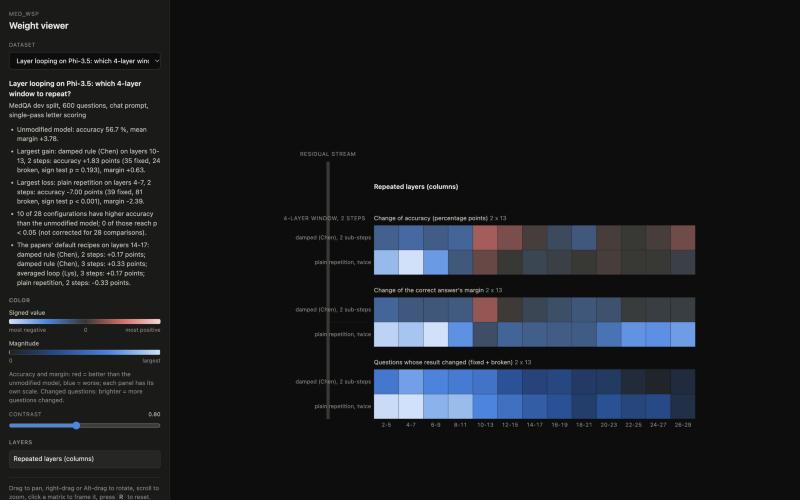 MED_WSP
Weight viewer
DATASET
Layer looping on Phi-3.5: which 4-layer win
Layer looping on Phi-3.5: which 4-layer
window to repeat?
MedQA dev split, 600 questions, chat prompt,
single-pass letter scoring
• Unmodified model: accuracy 56.7 %, mean
margin +3.78.
• Largest gain: damped rule (Chen) on layers 10-
13, 2 steps: accuracy +1.83 points (35 fixed, 24
broken, sign test p = 0.193), margin +0.63.
• Largest loss: plain repetition on layers 4-7, 2
steps: accuracy -7.00 points (39 fixed, 81
broken, sign test p < 0.001), margin -2.39.
• 10 of 28 configurations have higher accuracy
than the unmodified model; 0 of those reach p
< 0.05 (not corrected for 28 comparisons).
• The papers' default recipes on layers 14-17:
damped rule (Chen), 2 steps: +0.17 points;
damped rule (Chen), 3 steps: +0.33 points;
averaged loop (Lys), 3 steps: +0.17 points;
plain repetition, 2 steps: -0.33 points.
COLOR
Signed value
most negative 0 most positive
Magnitude
0 largest
Accuracy and margin: red = better than the
unmodified model, blue = worse; each panel has its
own scale. Changed questions: brighter = more
questions changed.
CONTRAST 0.80
LAYERS
Repeated layers (columns)
Drag to pan, right-drag or Alt-drag to rotate, scroll to
zoom, click a matrix to frame it, press R to reset.
RESIDUAL STREAM
Repeated layers (columns)
4-LAYER WINDOW, 2 STEPS
Change of accuracy (percentage points) 2 x 13
damped (Chen), 2 sub-steps
plain repetition, twice
Change of the correct answer's margin 2 x 13
damped (Chen), 2 sub-steps
plain repetition, twice
Questions whose result changed (fixed + broken) 2 x 13
damped (Chen), 2 sub-steps
plain repetition, twice
2-5 4-7 6-9 8-11 10-13 12-15 14-17 16-19 18-21 20-23 22-25 24-27 26-29